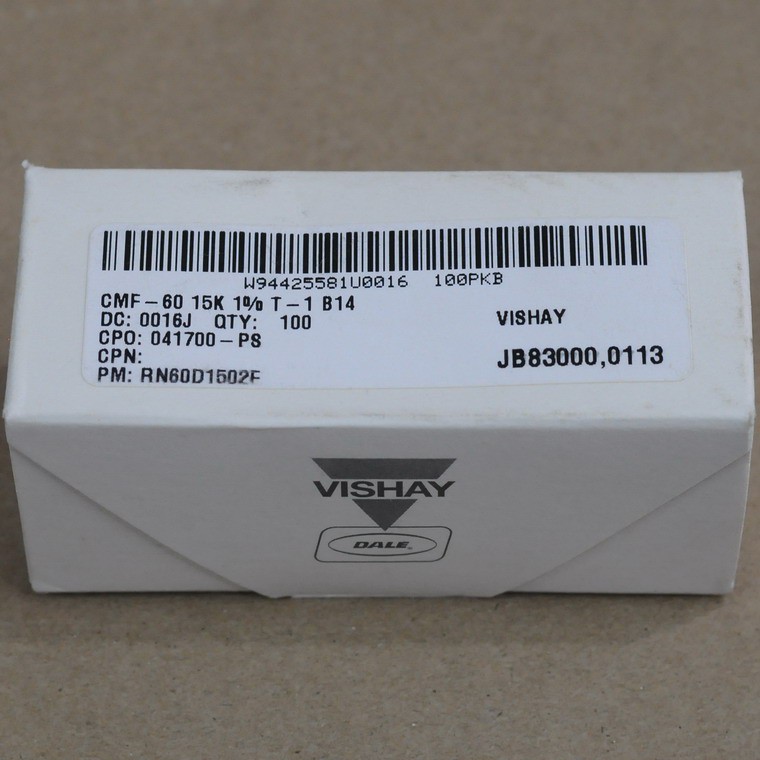 W94425581U0016 100PKB
CMF-60 15K 1% T-1 B14
DC: 0016J QTY: 100
VISHAY
CPO: 041700-PS
CPN:
JB83000,0113
PM: RN60D1502F
VISHAY
DALE